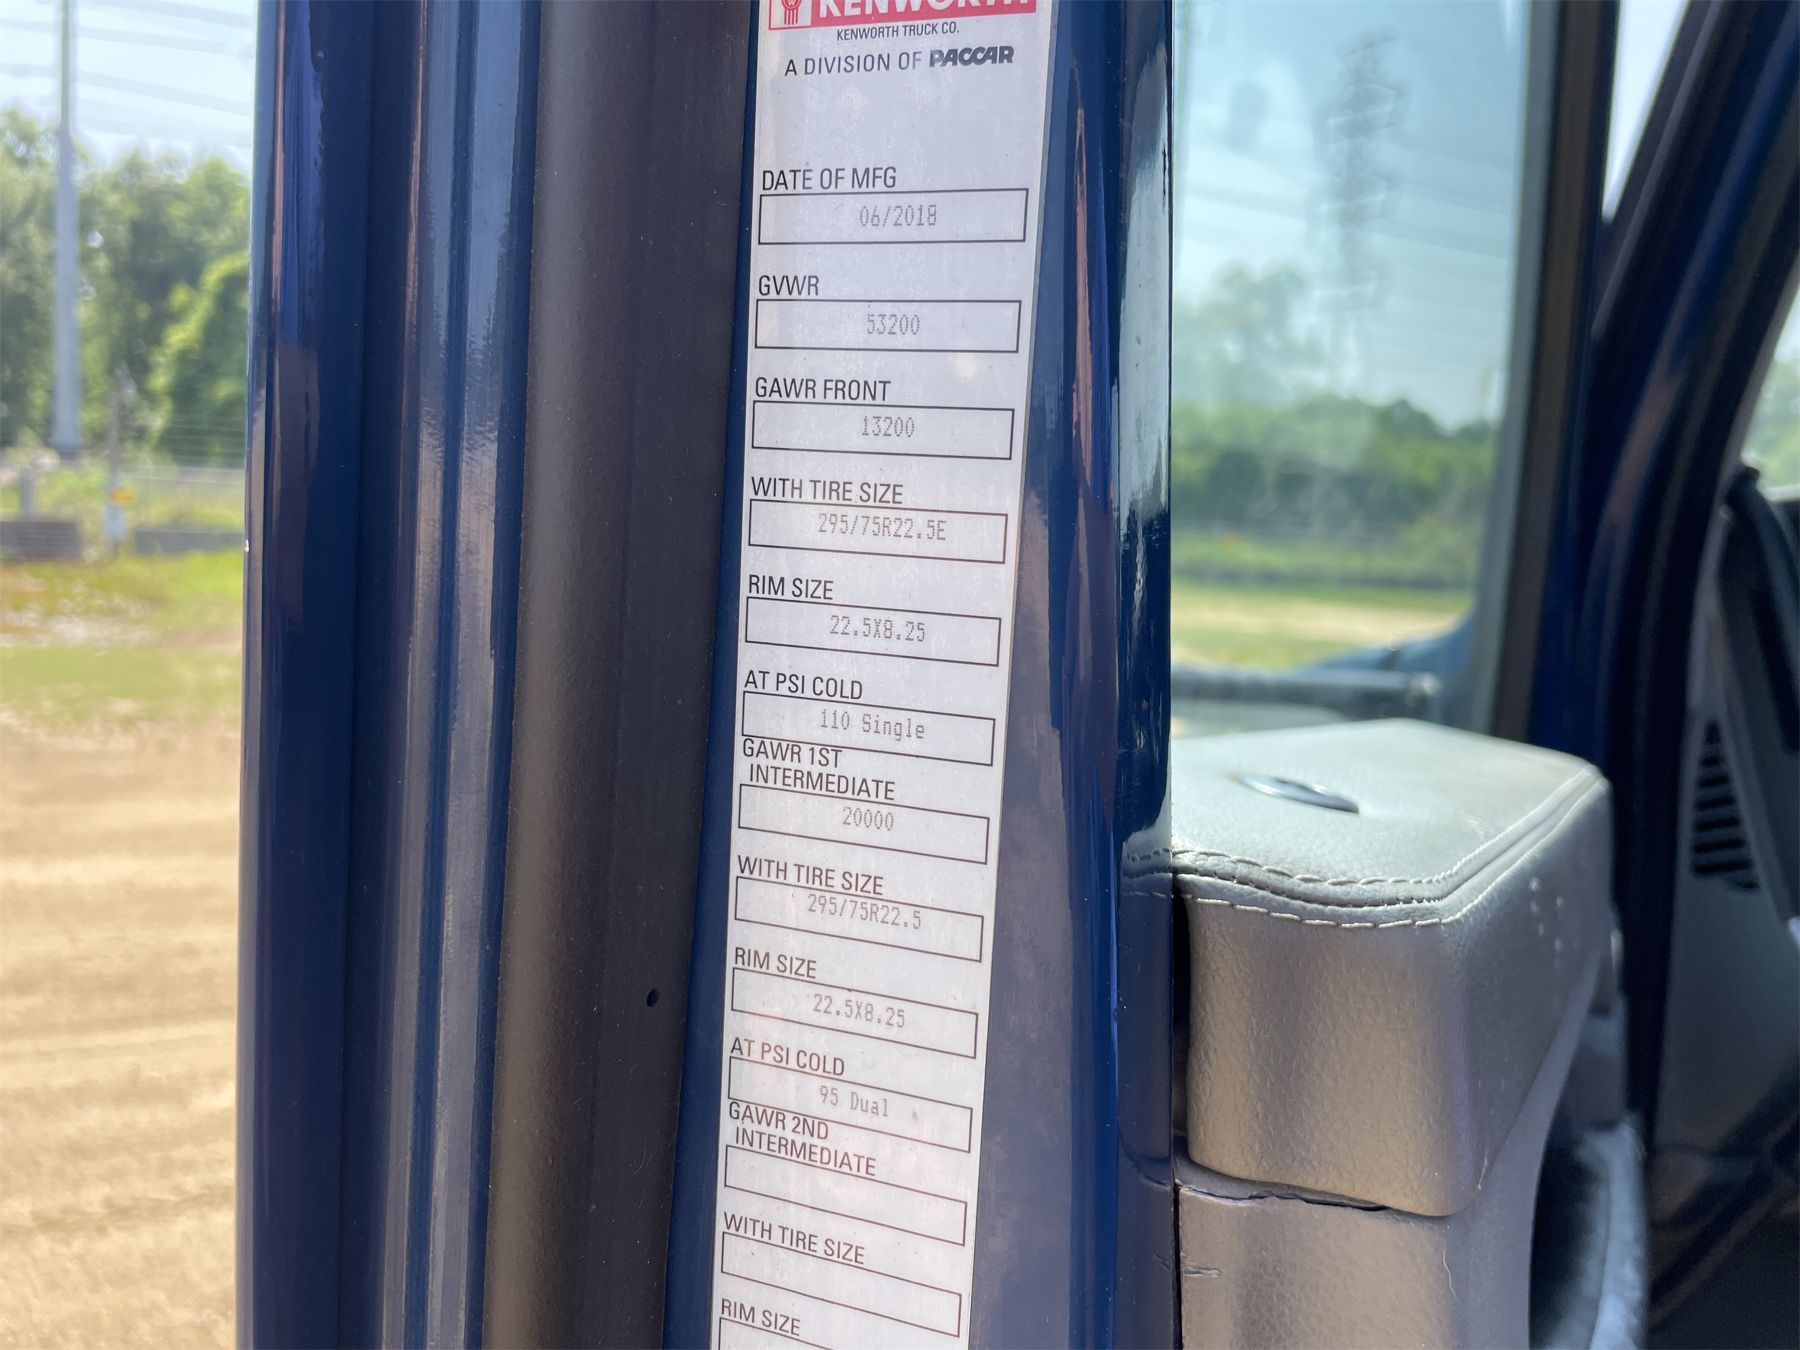 KENWORTH
KENWORTH TRUCK CO.
A DIVISION OF PACCAR
DATE OF MFG
06/2018
GVWR
53200
GAWR FRONT
13200
WITH TIRE SIZE
295/75R22.5E
RIM SIZE
22.5X8.25
AT PSI COLD
110 Single
GAWR 1ST
INTERMEDIATE
20000
WITH TIRE SIZE
295/75R22.5
RIM SIZE
22.5X8.25
AT PSI COLD
95 Dual
GAWR 2ND
INTERMEDIATE
WITH TIRE SIZE
RIM SIZE